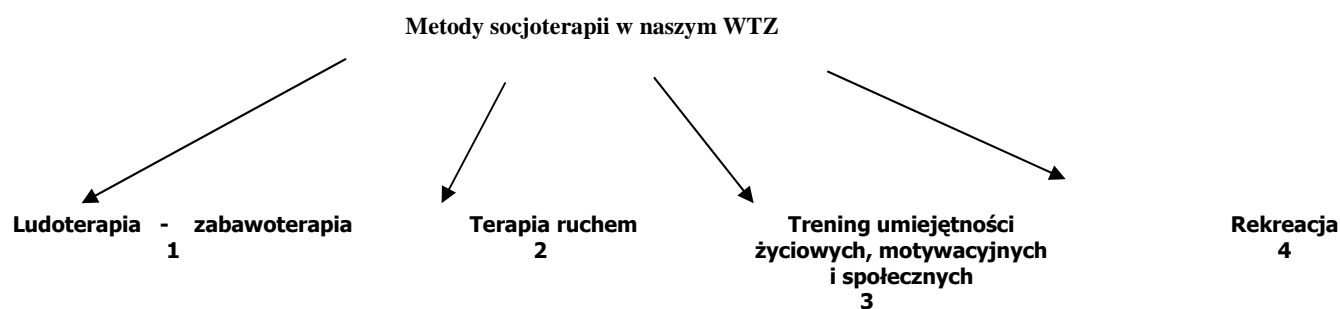 Metody socjoterapii w naszym WTZ
Ludoterapia - zabawoterapia
1
Terapia ruchem
2
Trening umiejętności
życiowych, motywacyjnych
i społecznych
3
Rekreacja
4